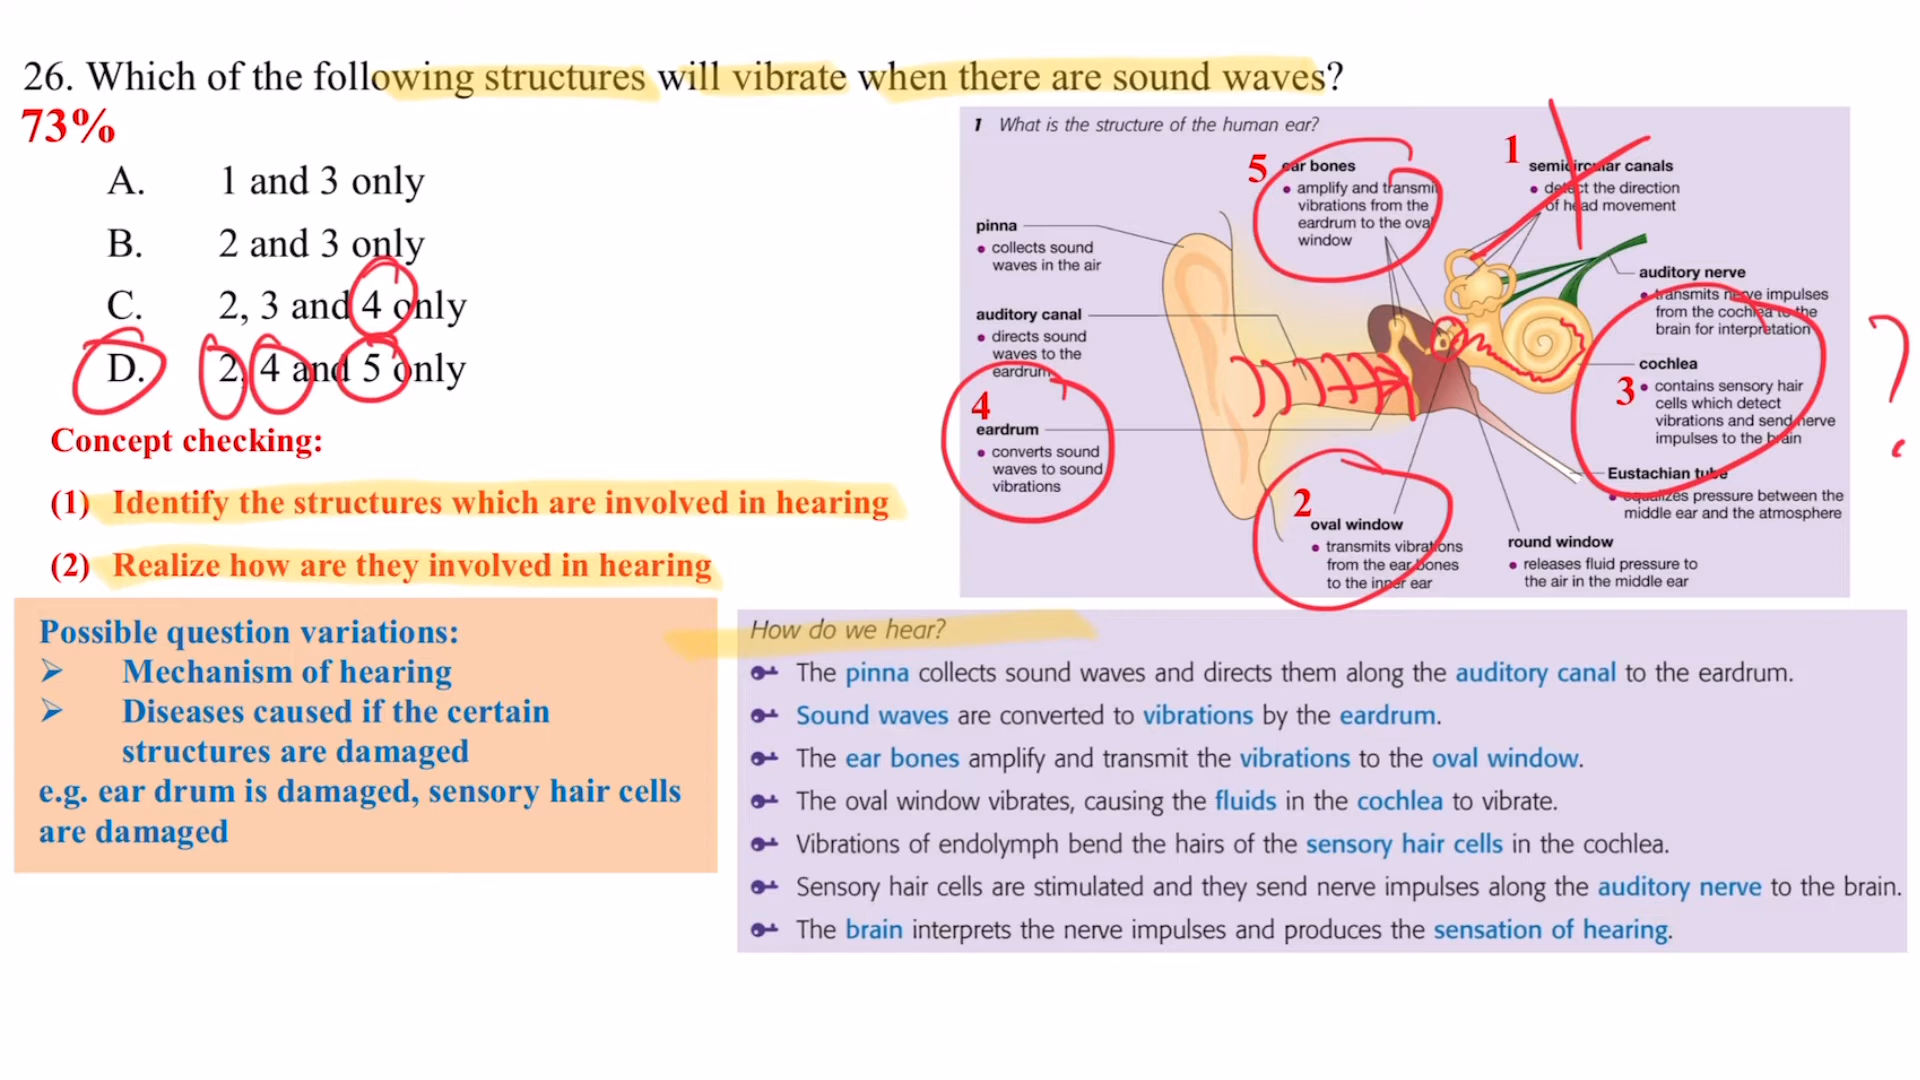 26. Which of the following structures will vibrate when there are sound waves?
73%
A. 1 and 3 only
B. 2 and 3 only
C. 2, 3 and 4 only
D. 2, 4 and 5 only
Concept checking:
(1) Identify the structures which are involved in hearing
(2) Realize how are they involved in hearing
Possible question variations:
Mechanism of hearing
Diseases caused if the certain
structures are damaged
e.g. ear drum is damaged, sensory hair cells
are damaged
1 What is the structure of the human ear?
5 ear bones
• amplify and transmit
vibrations from the
eardrum to the oval
window
1 semicircular canals
• detect the direction
of head movement
pinna
• collects sound
waves in the air
auditory nerve
• transmits nerve impulses
from the cochlea to the
brain for interpretation
auditory canal
• directs sound
waves to the
eardrum
cochlea
3 • contains sensory hair
cells which detect
vibrations and send nerve
impulses to the brain
4
eardrum
• converts sound
waves to sound
vibrations
Eustachian tube
• equalizes pressure between the
middle ear and the atmosphere
2
oval window
• transmits vibrations
from the ear bones
to the inner ear
round window
• releases fluid pressure to
the air in the middle ear
?
How do we hear?
The pinna collects sound waves and directs them along the auditory canal to the eardrum.
Sound waves are converted to vibrations by the eardrum.
The ear bones amplify and transmit the vibrations to the oval window.
The oval window vibrates, causing the fluids in the cochlea to vibrate.
Vibrations of endolymph bend the hairs of the sensory hair cells in the cochlea.
Sensory hair cells are stimulated and they send nerve impulses along the auditory nerve to the brain.
The brain interprets the nerve impulses and produces the sensation of hearing.